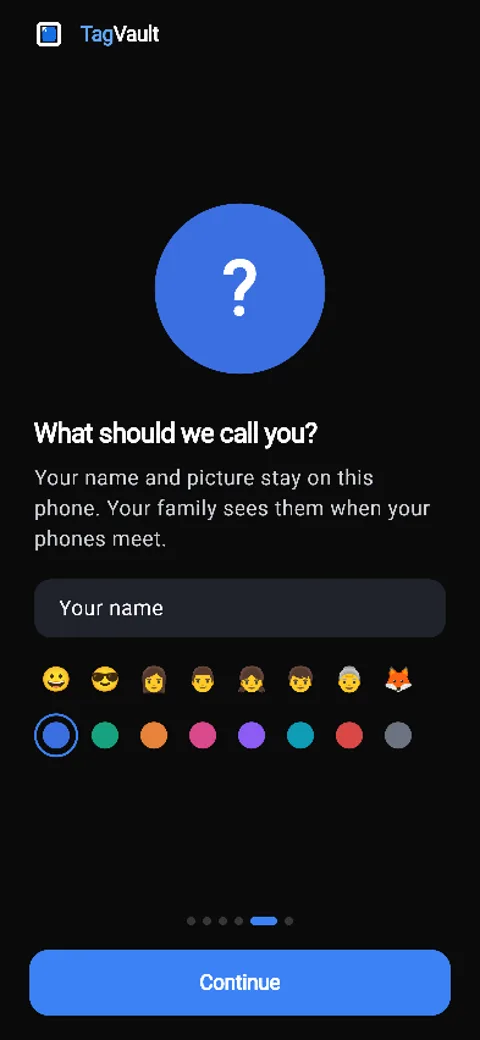 TagVault
?
What should we call you?
Your name and picture stay on this
phone. Your family sees them when your
phones meet.
Your name
Continue